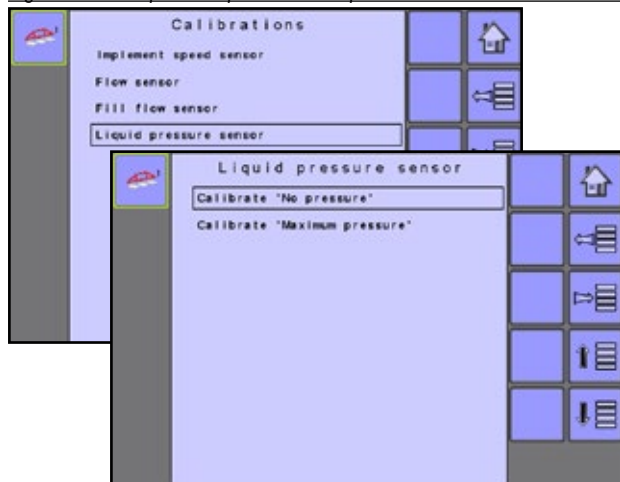 Calibrations
Implement speed sensor
Flow sensor
Fill flow sensor
Liquid pressure sensor
Liquid pressure sensor
Calibrate "No pressure"
Calibrate "Maximum pressure"